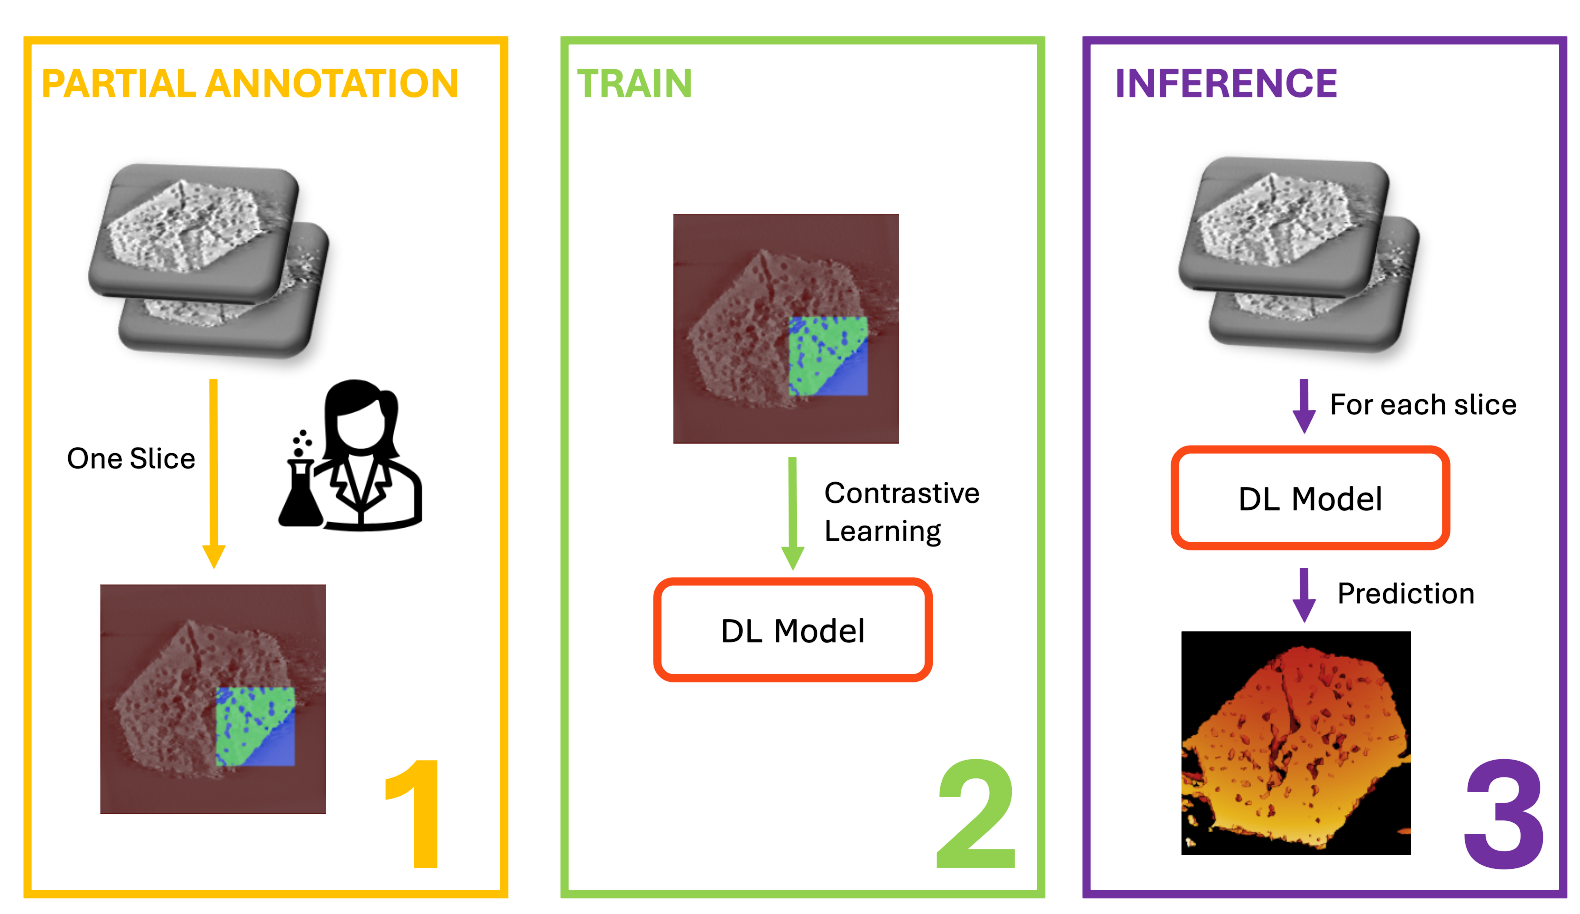 PARTIAL ANNOTATION
One Slice
1
TRAIN
Contrastive
Learning
DL Model
2
INFERENCE
For each slice
DL Model
Prediction
3